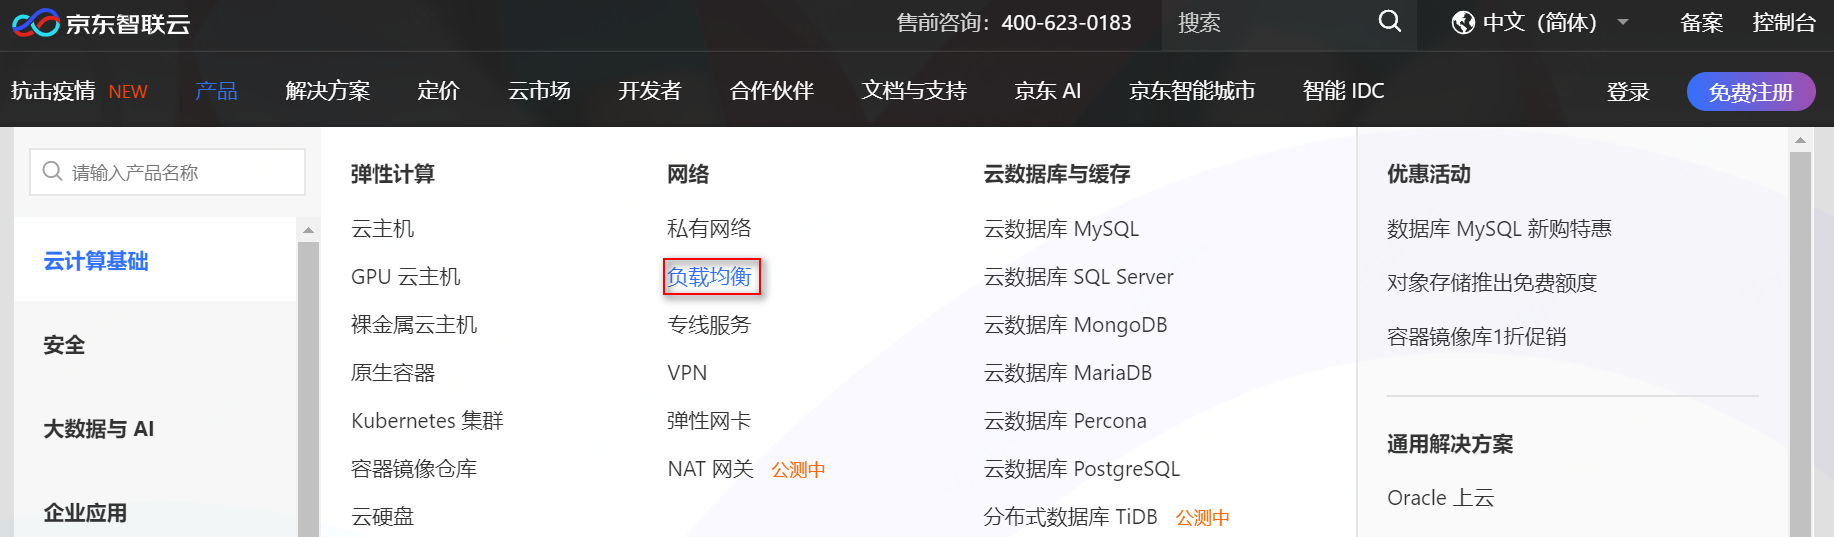 京东智联云
售前咨询：400-623-0183
搜索
中文（简体）
备案
控制台
抗击疫情 NEW
产品
解决方案
定价
云市场
开发者
合作伙伴
文档与支持
京东 AI
京东智能城市
智能 IDC
登录
免费注册
请输入产品名称
云计算基础
安全
大数据与 AI
企业应用
弹性计算
云主机
GPU 云主机
裸金属云主机
原生容器
Kubernetes 集群
容器镜像仓库
云硬盘
网络
私有网络
负载均衡
专线服务
VPN
弹性网卡
NAT 网关 公测中
云数据库与缓存
云数据库 MySQL
云数据库 SQL Server
云数据库 MongoDB
云数据库 MariaDB
云数据库 Percona
云数据库 PostgreSQL
分布式数据库 TiDB 公测中
优惠活动
数据库 MySQL 新购特惠
对象存储推出免费额度
容器镜像库1折促销
通用解决方案
Oracle 上云